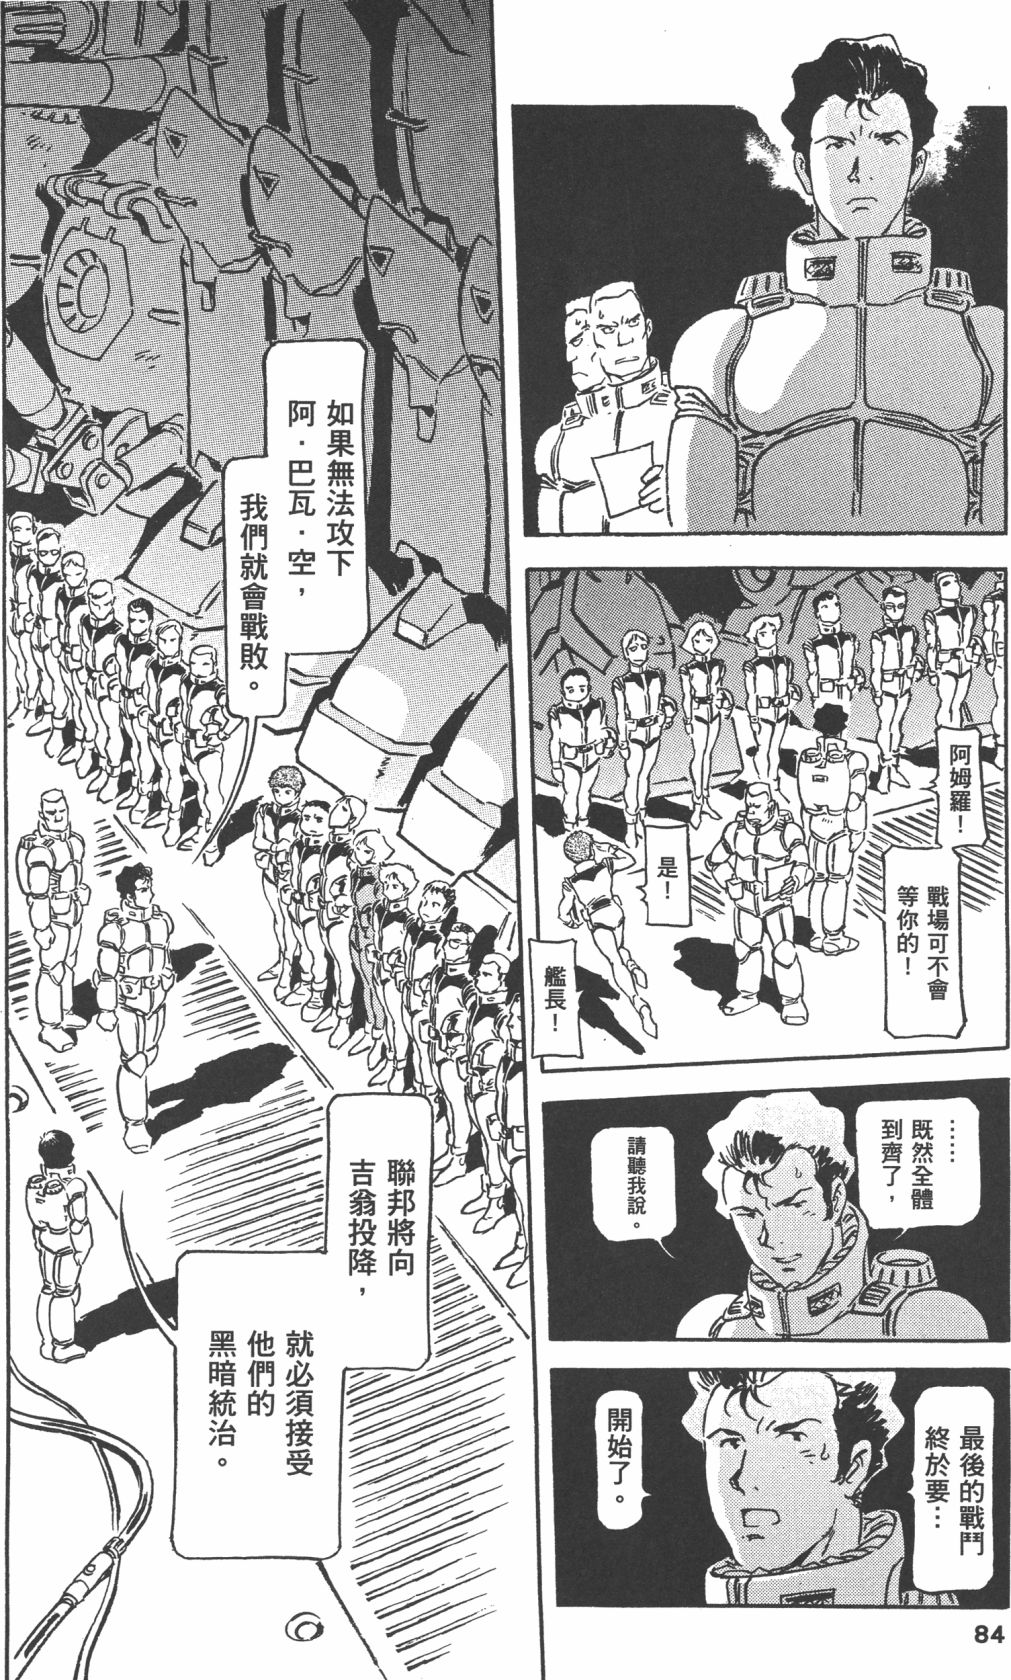 阿姆羅！
戰場可不會
等你的！
是！
艦長！
……
既然全體
到齊了，
請聽我說。
最後的戰鬥
終於要…
開始了。
如果無法攻下
阿．巴瓦．空，
我們就會戰敗。
聯邦將向
吉翁投降，
就必須接受
他們的
黑暗統治。
84